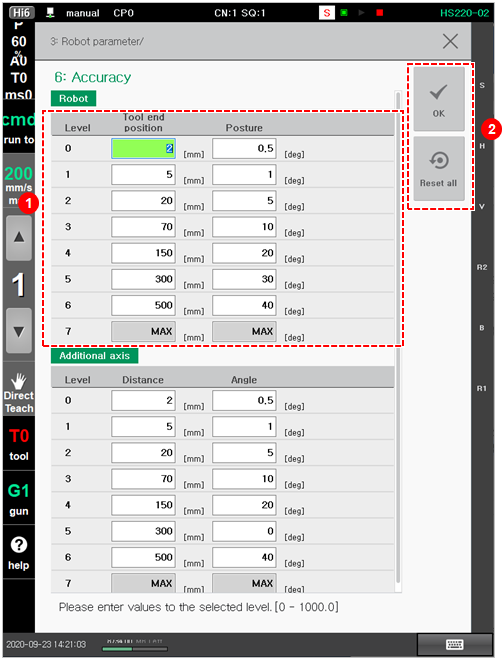 Hi6 manual CP0 CN:1 SQ:1 S HS220-02
P
60
%
A0
T0
ms0
cmd
run to
200
mm/s
1
Direct
Teach
T0
tool
G1
gun
? help
3: Robot parameter/
6: Accuracy
Robot
Level Tool end position Posture
0 2 [mm] 0,5 [deg]
1 5 [mm] 1 [deg]
2 20 [mm] 5 [deg]
3 70 [mm] 10 [deg]
4 150 [mm] 20 [deg]
5 300 [mm] 30 [deg]
6 500 [mm] 40 [deg]
7 MAX [mm] MAX [deg]
1
Additional axis
Level Distance Angle
0 2 [mm] 0,5 [deg]
1 5 [mm] 1 [deg]
2 20 [mm] 5 [deg]
3 70 [mm] 10 [deg]
4 150 [mm] 20 [deg]
5 300 [mm] 0 [deg]
6 500 [mm] 40 [deg]
7 MAX [mm] MAX [deg]
Please enter values to the selected level.[0 - 1000.0]
OK
Reset all
2
S
H
V
R2
B
R1
2020-09-23 14:21:03